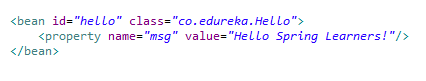 <bean id="hello" class="co.edureka.Hello">
<property name="msg" value="Hello Spring Learners!"/>
</bean>